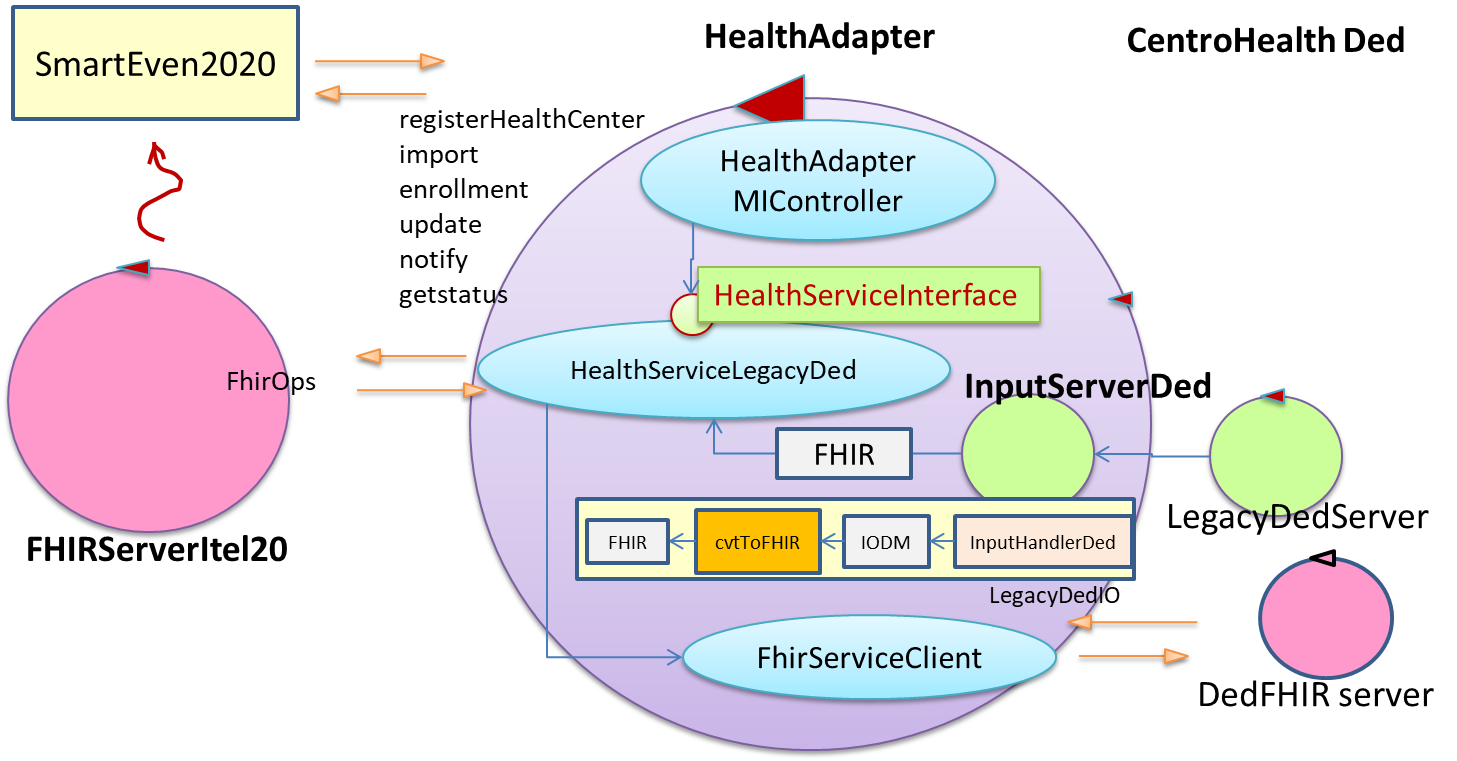 SmartEven2020
HealthAdapter
CentroHealth Ded
registerHealthCenter
import
enrollment
update
notify
getstatus
HealthAdapter
MIController
HealthServiceInterface
HealthServiceLegacyDed
FhirOps
InputServerDed
FHIR
LegacyDedServer
FHIRServerItel20
FHIR
cvtToFHIR
IODM
InputHandlerDed
LegacyDedIO
FhirServiceClient
DedFHIR server